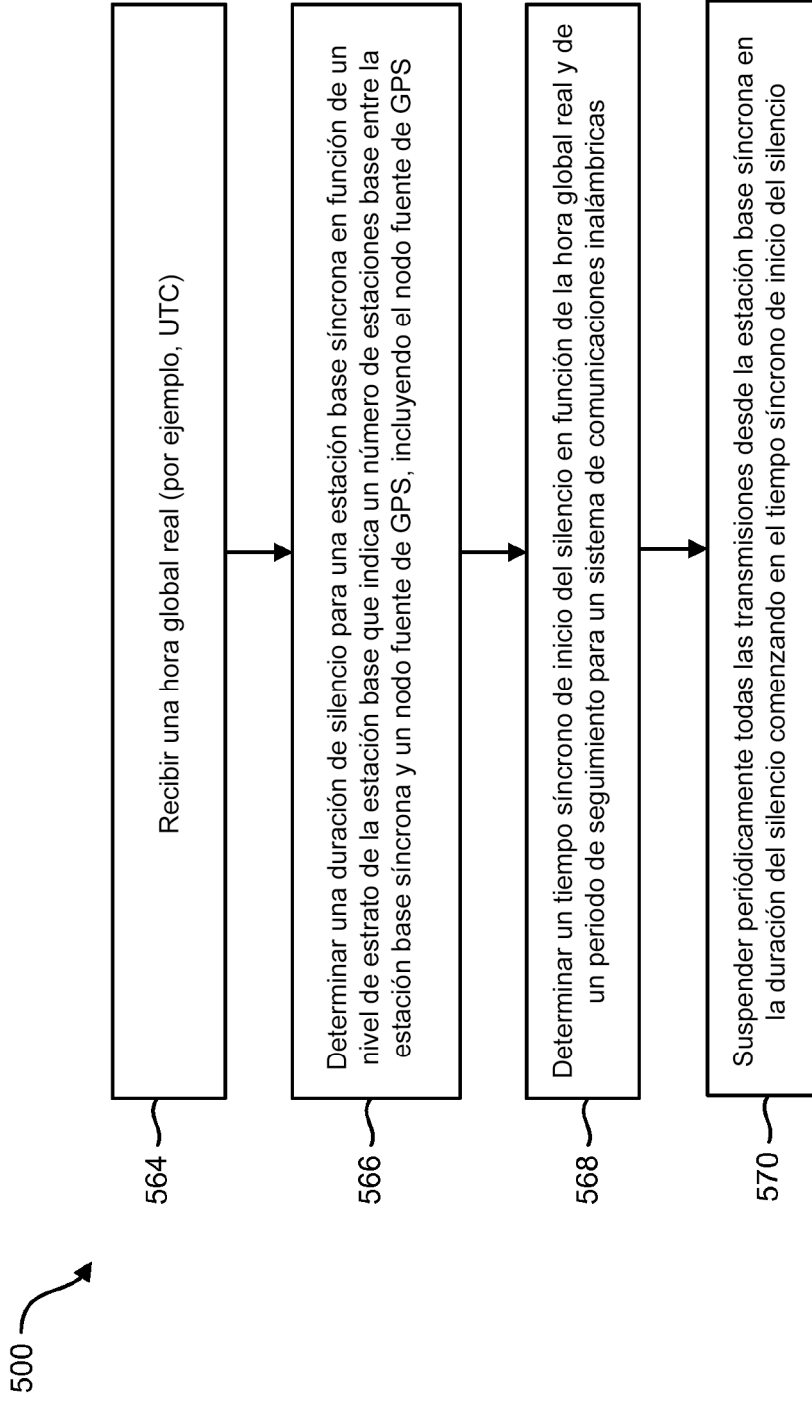 500
564
Recibir una hora global real (por ejemplo, UTC)
566
Determinar una duración de silencio para una estación base síncrona en función de un
nivel de estrato de la estación base que indica un número de estaciones base entre la
estación base síncrona y un nodo fuente de GPS, incluyendo el nodo fuente de GPS
568
Determinar un tiempo síncrono de inicio del silencio en función de la hora global real y de
un periodo de seguimiento para un sistema de comunicaciones inalámbricas
570
Suspender periódicamente todas las transmisiones desde la estación base síncrona en
la duración del silencio comenzando en el tiempo síncrono de inicio del silencio